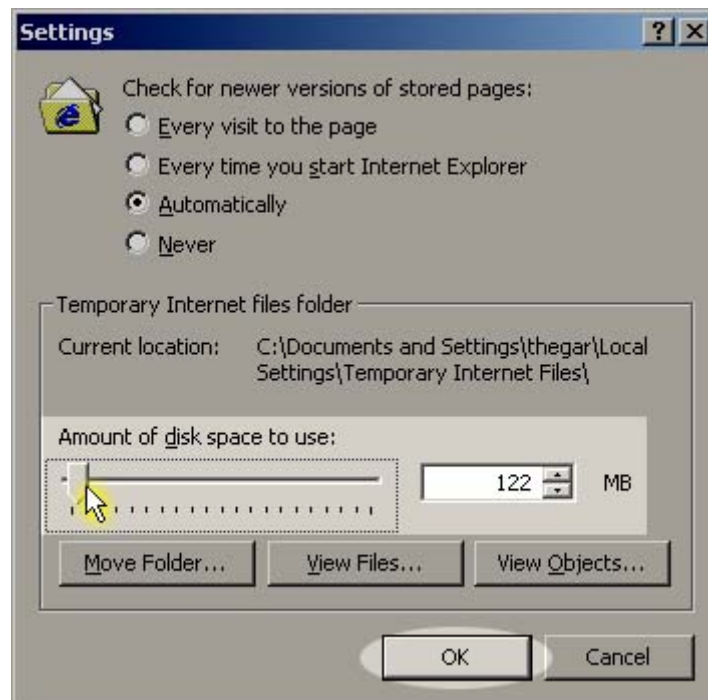 Settings
Check for newer versions of stored pages:
Every visit to the page
Every time you start Internet Explorer
Automatically
Never
Temporary Internet files folder
Current location: C:\Documents and Settings\thegar\Local
Settings\Temporary Internet Files\
Amount of disk space to use:
122 MB
Move Folder... View Files... View Objects...
OK Cancel